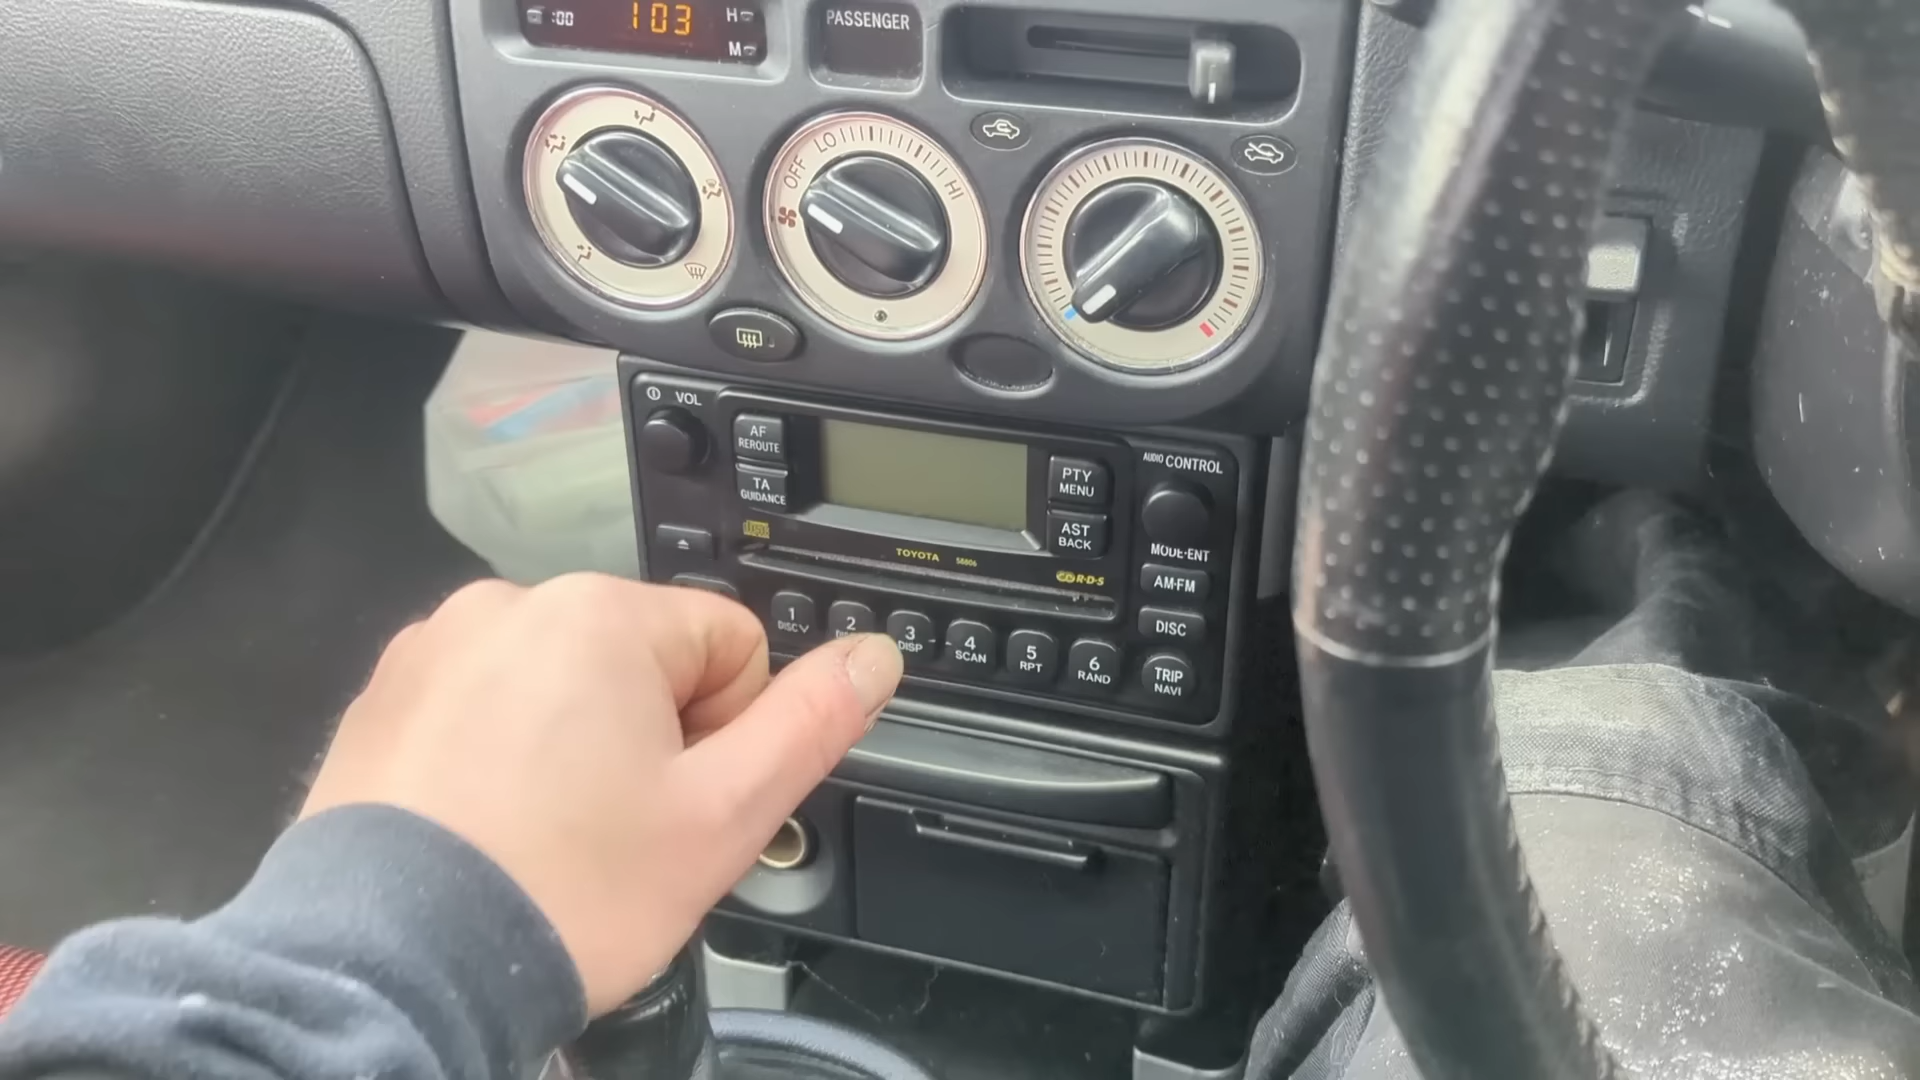 :00 103 H
M
PASSENGER
OFF LO HI
VOL
AF
REROUTE
TA
GUIDANCE
PTY
MENU
AST
BACK
AUDIO CONTROL
MODE·ENT
AM·FM
DISC
TRIP
NAVI
TOYOTA 58806
R·D·S
1
DISC
2
3
DISP
4
SCAN
5
RPT
6
RAND